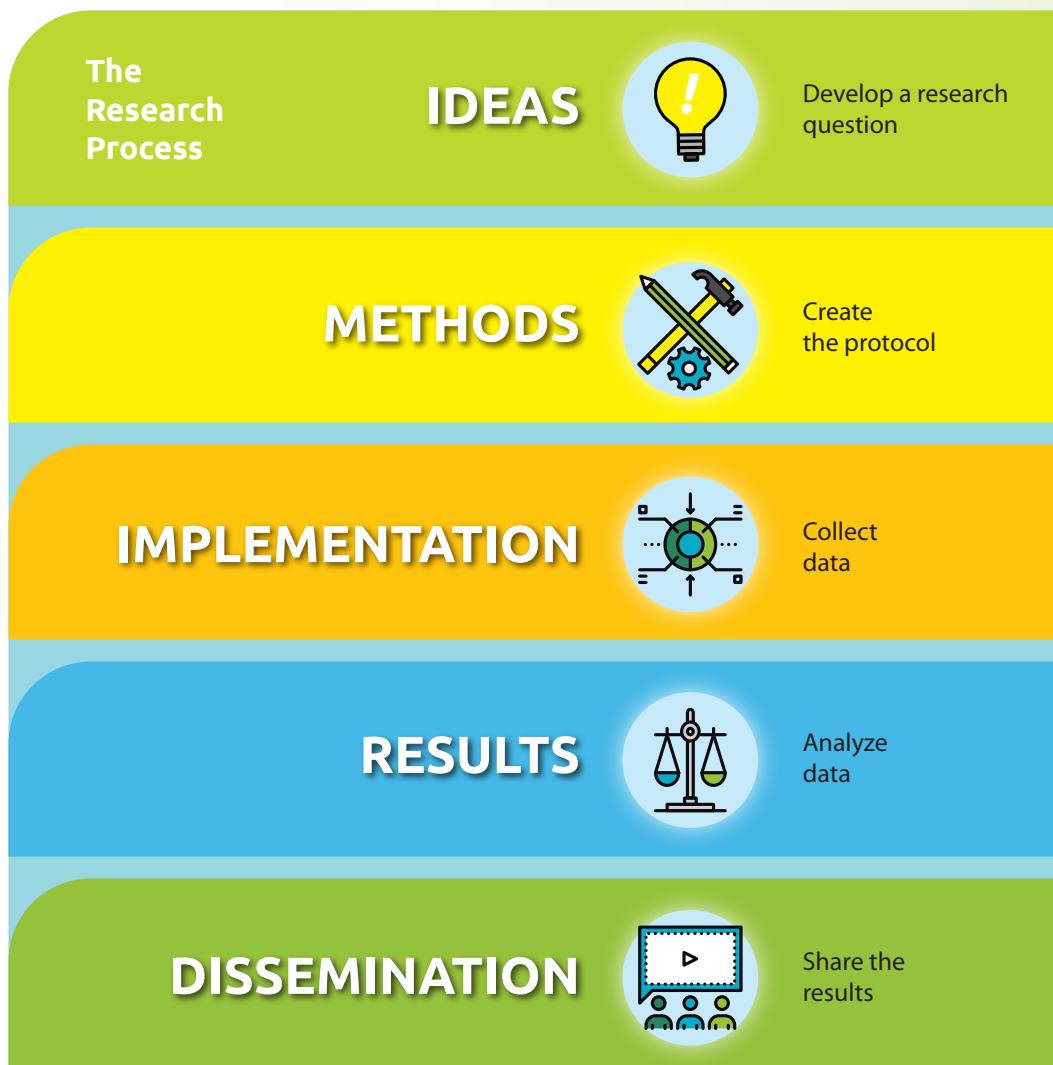 The
Research
Process
IDEAS
Develop a research
question
METHODS
Create
the protocol
IMPLEMENTATION
Collect
data
RESULTS
Analyze
data
DISSEMINATION
Share the
results